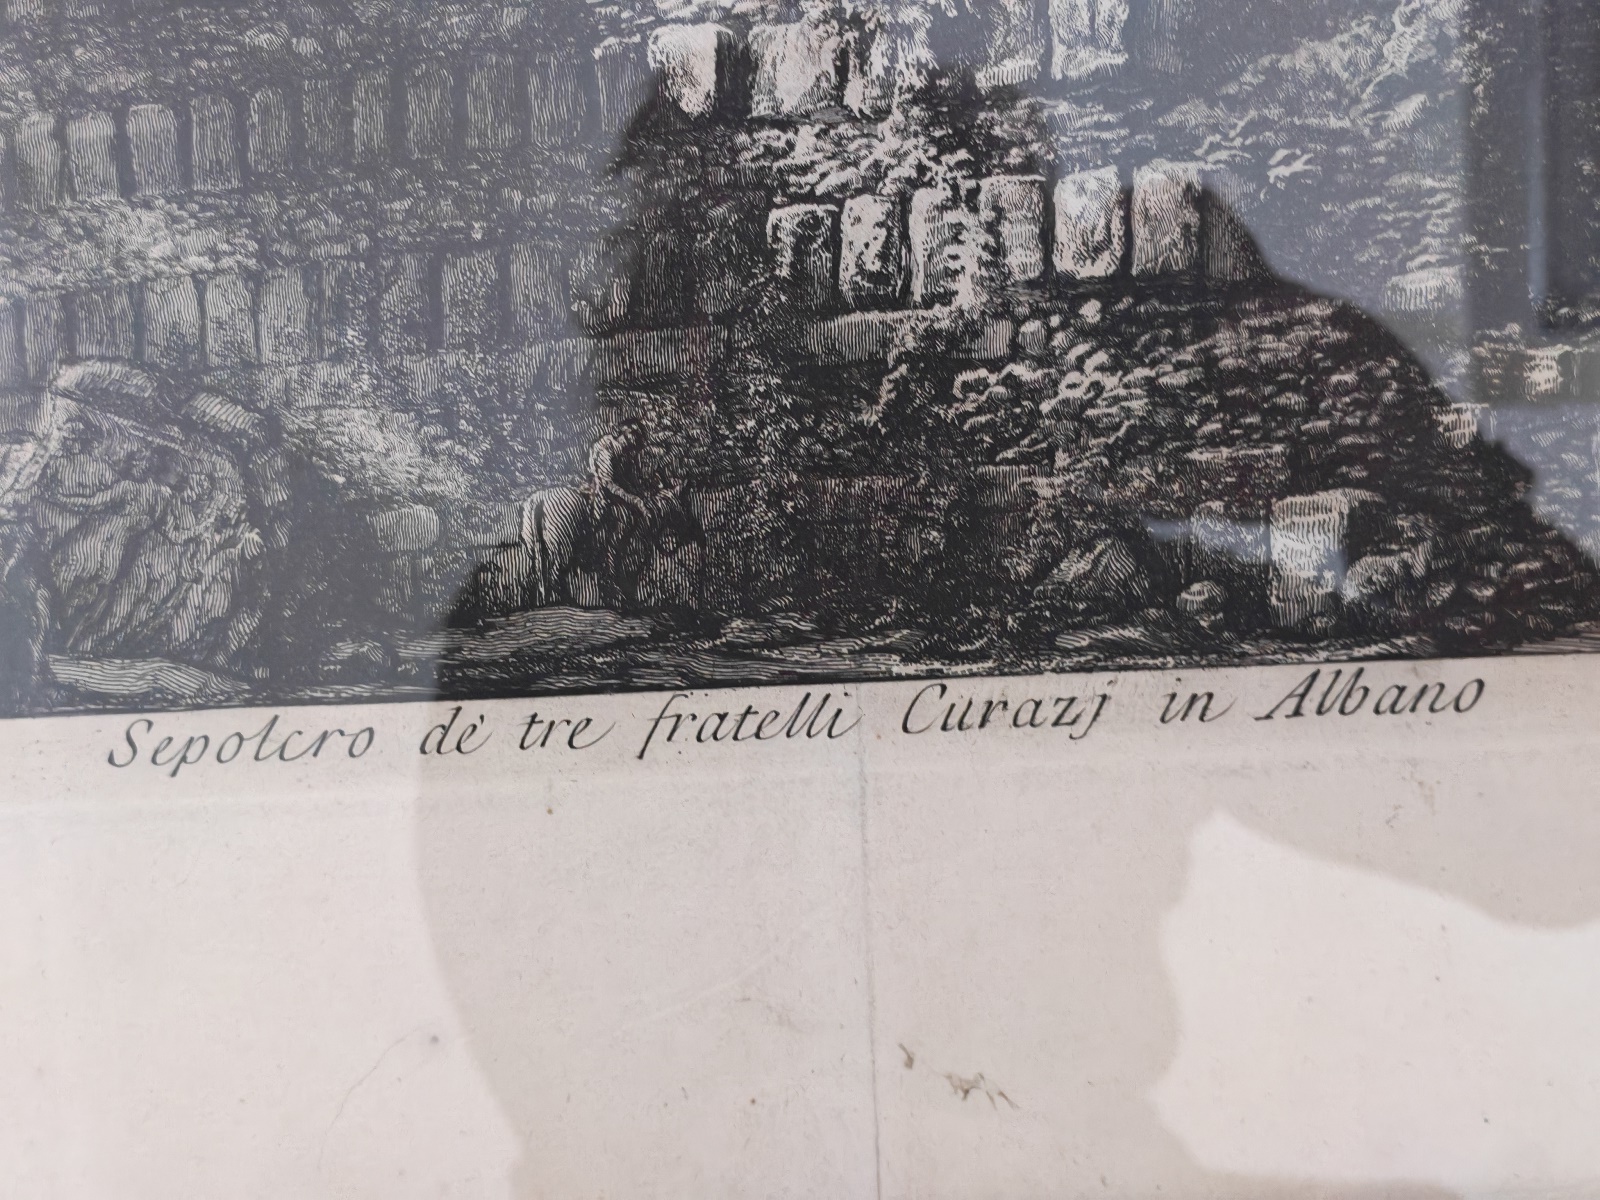 Sepolcro de' tre fratelli Curazj in Albano